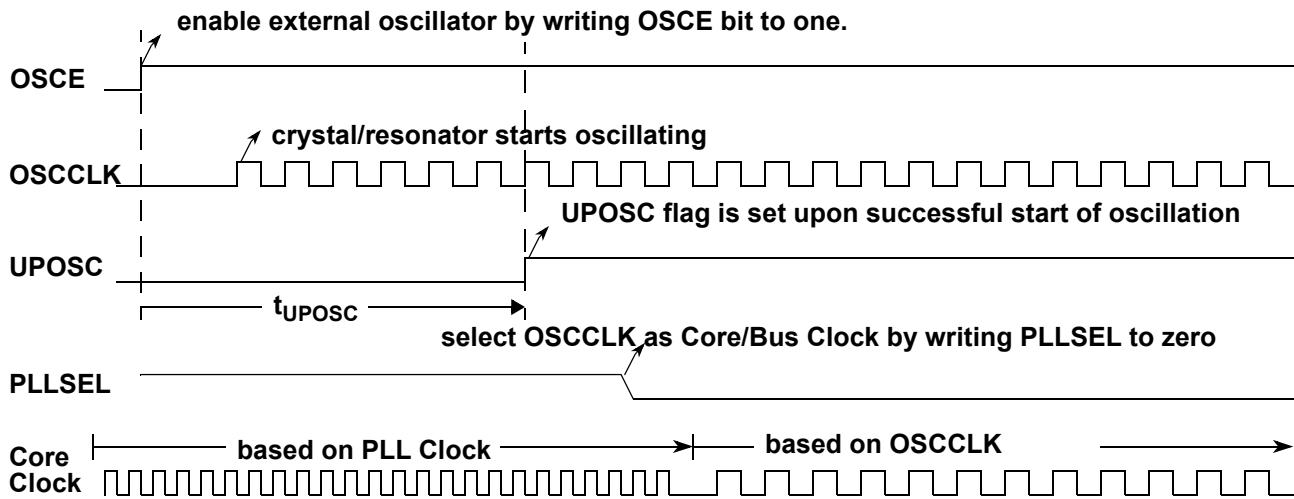 enable external oscillator by writing OSCE bit to one.
OSCE
crystal/resonator starts oscillating
OSCCLK
UPOSC flag is set upon successful start of oscillation
UPOSC
tUPOSC
select OSCCLK as Core/Bus Clock by writing PLLSEL to zero
PLLSEL
based on PLL Clock
based on OSCCLK
Core
Clock